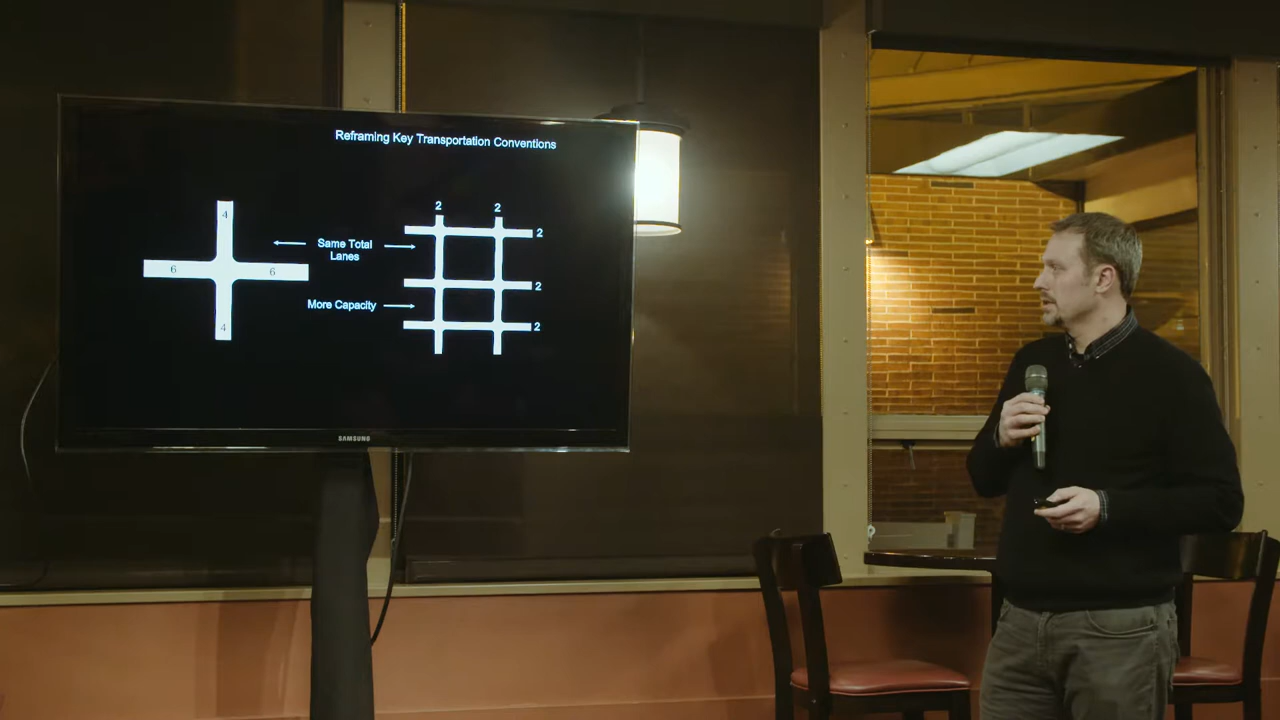 Reframing Key Transportation Conventions
4
6
6
4
Same Total
Lanes
More Capacity
2
2
2
2
2
SAMSUNG